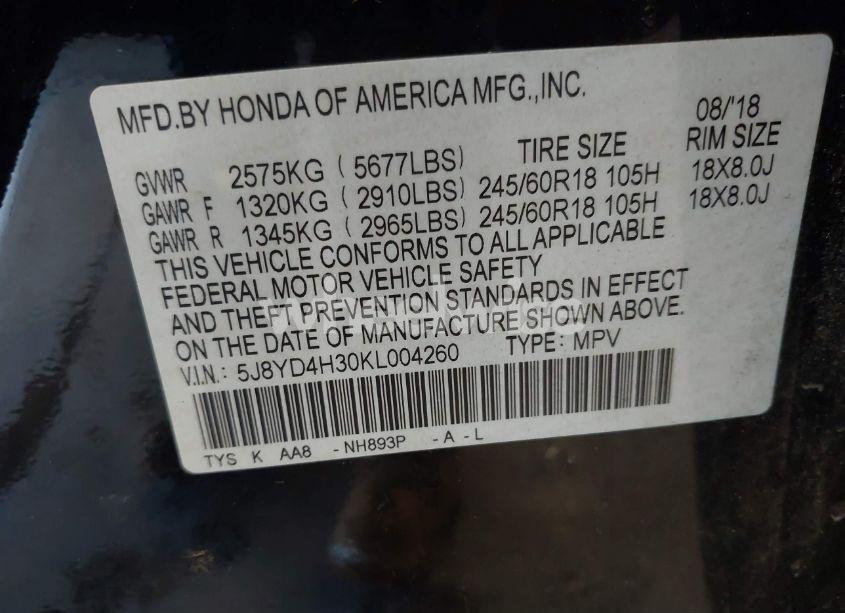 MFD.BY HONDA OF AMERICA MFG.,INC.
08/'18
TIRE SIZE RIM SIZE
GVWR 2575KG ( 5677LBS)
GAWR F 1320KG ( 2910LBS) 245/60R18 105H 18X8.0J
GAWR R 1345KG ( 2965LBS) 245/60R18 105H 18X8.0J
THIS VEHICLE CONFORMS TO ALL APPLICABLE
FEDERAL MOTOR VEHICLE SAFETY
AND THEFT PREVENTION STANDARDS IN EFFECT
ON THE DATE OF MANUFACTURE SHOWN ABOVE.
V.I.N.: 5J8YD4H30KL004260 TYPE: MPV
TYS K AA8 -NH893P -A -L